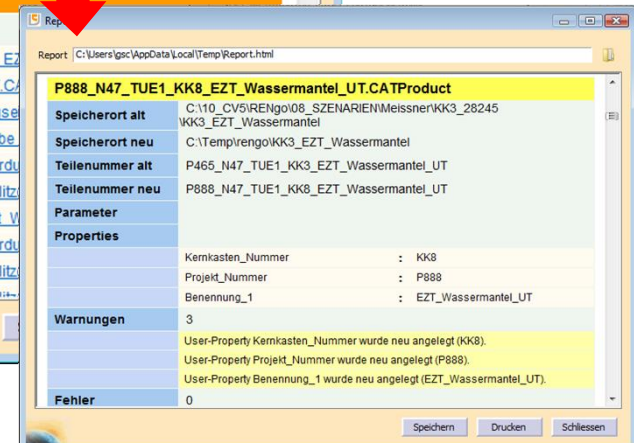 Report
Report C:\Users\gsc\AppData\Local\Temp\Report.html
P888_N47_TUE1_KK8_EZT_Wassermantel_UT.CATProduct
Speicherort alt C:\10_CV5\RENgo\08_SZENARIEN\Meissner\KK3_28245
\KK3_EZT_Wassermantel
Speicherort neu C:\Temp\rengo\KK3_EZT_Wassermantel
Teilenummer alt P465_N47_TUE1_KK3_EZT_Wassermantel_UT
Teilenummer neu P888_N47_TUE1_KK8_EZT_Wassermantel_UT
Parameter
Properties
Kernkasten_Nummer : KK8
Projekt_Nummer : P888
Benennung_1 : EZT_Wassermantel_UT
Warnungen 3
User-Property Kernkasten_Nummer wurde neu angelegt (KK8).
User-Property Projekt_Nummer wurde neu angelegt (P888).
User-Property Benennung_1 wurde neu angelegt (EZT_Wassermantel_UT).
Fehler 0
Speichern Drucken Schliessen